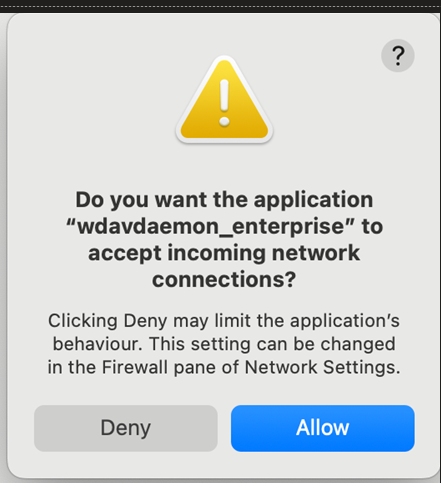 ?
Do you want the application
“wdavdaemon_enterprise” to
accept incoming network
connections?
Clicking Deny may limit the application’s
behaviour. This setting can be changed
in the Firewall pane of Network Settings.
Deny
Allow